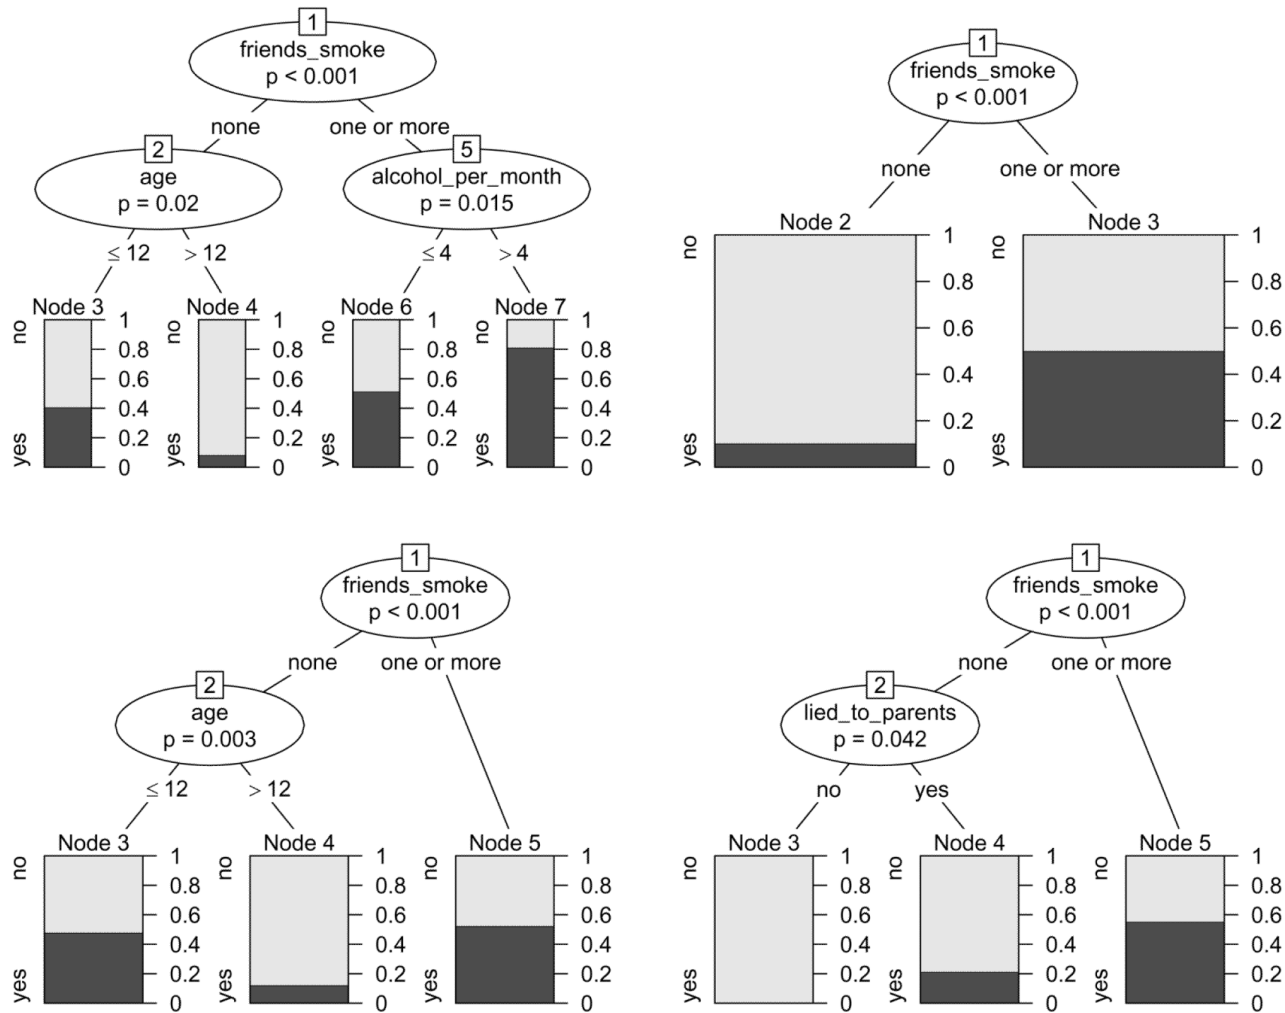 1
friends_smoke
p < 0.001
none
one or more
2
age
p = 0.02
5
alcohol_per_month
p = 0.015
≤ 12
> 12
≤ 4
> 4
Node 3
no
yes
1
0.8
0.6
0.4
0.2
0
Node 4
no
yes
1
0.8
0.6
0.4
0.2
0
Node 6
no
yes
1
0.8
0.6
0.4
0.2
0
Node 7
no
yes
1
0.8
0.6
0.4
0.2
0
1
friends_smoke
p < 0.001
none
one or more
Node 2
no
yes
1
0.8
0.6
0.4
0.2
0
Node 3
no
yes
1
0.8
0.6
0.4
0.2
0
1
friends_smoke
p < 0.001
none
one or more
2
age
p = 0.003
≤ 12
> 12
Node 3
no
yes
1
0.8
0.6
0.4
0.2
0
Node 4
no
yes
1
0.8
0.6
0.4
0.2
0
Node 5
no
yes
1
0.8
0.6
0.4
0.2
0
1
friends_smoke
p < 0.001
none
one or more
2
lied_to_parents
p = 0.042
no
yes
Node 3
no
yes
1
0.8
0.6
0.4
0.2
0
Node 4
no
yes
1
0.8
0.6
0.4
0.2
0
Node 5
no
yes
1
0.8
0.6
0.4
0.2
0